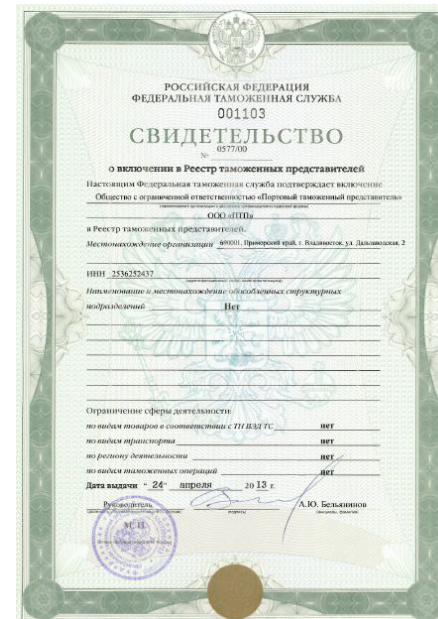 РОССИЙСКАЯ ФЕДЕРАЦИЯ
ФЕДЕРАЛЬНАЯ ТАМОЖЕННАЯ СЛУЖБА
001103
СВИДЕТЕЛЬСТВО
№ 0577/00
о включении в Реестр таможенных представителей
Настоящим Федеральная таможенная служба подтверждает включение
Общество с ограниченной ответственностью «Портовый таможенный представитель»
ООО «ПТП»
в Реестр таможенных представителей.
Местонахождение организации 690001, Приморский край, г. Владивосток, ул. Дальзаводская, 2
ИНН 2536252437
Наименование и местонахождение обособленных структурных
подразделений Нет
Ограничение сферы деятельности:
по видам товаров в соответствии с ТН ВЭД ТС нет
по видам транспорта нет
по региону деятельности нет
по видам таможенных операций нет
Дата выдачи "24" апреля 2013 г.
Руководитель А.Ю. Бельянинов
М.П.